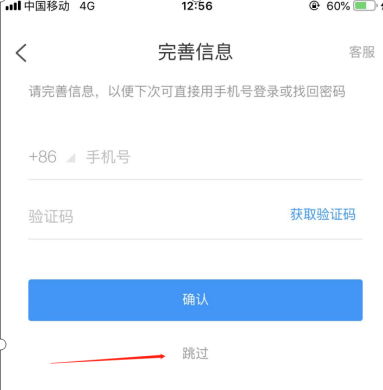 中国移动 4G 12:56 60%
完善信息 客服
请完善信息，以便下次可直接用手机号登录或找回密码
+86 手机号
验证码 获取验证码
确认
跳过